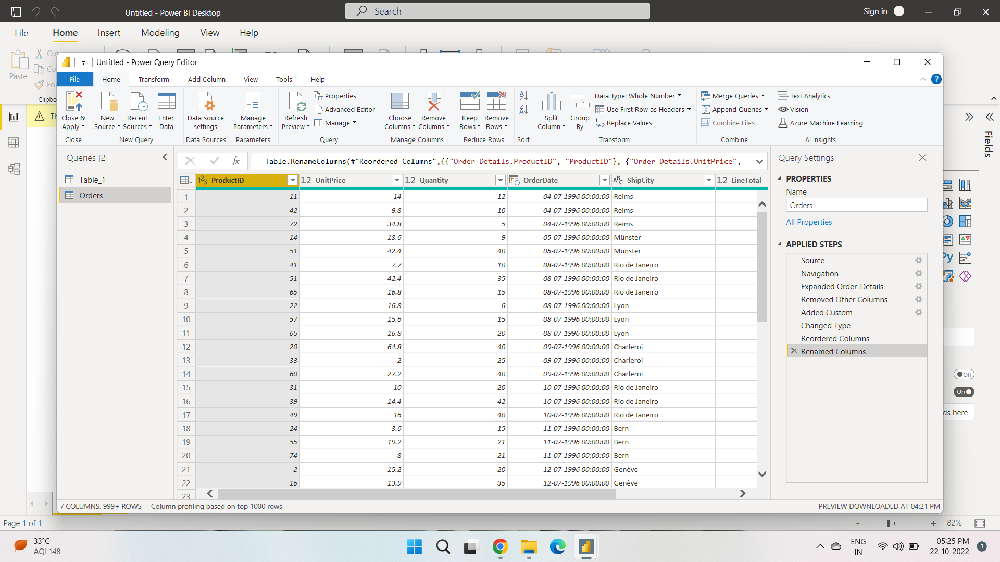 Untitled - Power BI Desktop
Search
Sign in
File Home Insert Modeling View Help
Paste
Cut
Untitled - Power Query Editor
File Home Transform Add Column View Tools Help
Close & Apply
New Source
Recent Sources
Enter Data
Data source settings
Manage Parameters
Refresh Preview
Properties
Advanced Editor
Manage
Choose Columns
Remove Columns
Keep Rows
Remove Rows
Split Column
Group By
Data Type: Whole Number
Use First Row as Headers
Replace Values
Merge Queries
Append Queries
Combine Files
Text Analytics
Vision
Azure Machine Learning
Close New Query Data Sources Parameters Query Manage Columns Reduce Rows Sort Transform Combine AI Insights
Queries [2]
Table_1
Orders
= Table.RenameColumns(#"Reordered Columns",{{"Order_Details.ProductID", "ProductID"}, {"Order_Details.UnitPrice",
ProductID 1.2 UnitPrice 1.2 Quantity OrderDate ShipCity 1.2 LineTotal
1 11 14 12 04-07-1996 00:00:00 Reims
2 42 9.8 10 04-07-1996 00:00:00 Reims
3 72 34.8 5 04-07-1996 00:00:00 Reims
4 14 18.6 9 05-07-1996 00:00:00 Münster
5 51 42.4 40 05-07-1996 00:00:00 Münster
6 41 7.7 10 08-07-1996 00:00:00 Rio de Janeiro
7 51 42.4 35 08-07-1996 00:00:00 Rio de Janeiro
8 65 16.8 15 08-07-1996 00:00:00 Rio de Janeiro
9 22 16.8 6 08-07-1996 00:00:00 Lyon
10 57 15.6 15 08-07-1996 00:00:00 Lyon
11 65 16.8 20 08-07-1996 00:00:00 Lyon
12 20 64.8 40 09-07-1996 00:00:00 Charleroi
13 33 2 25 09-07-1996 00:00:00 Charleroi
14 60 27.2 40 09-07-1996 00:00:00 Charleroi
15 31 10 20 10-07-1996 00:00:00 Rio de Janeiro
16 39 14.4 42 10-07-1996 00:00:00 Rio de Janeiro
17 49 16 40 10-07-1996 00:00:00 Rio de Janeiro
18 24 3.6 15 11-07-1996 00:00:00 Bern
19 55 19.2 21 11-07-1996 00:00:00 Bern
20 74 8 21 11-07-1996 00:00:00 Bern
21 2 15.2 20 12-07-1996 00:00:00 Genève
22 16 13.9 35 12-07-1996 00:00:00 Genève
23
Query Settings
PROPERTIES
Name
Orders
All Properties
APPLIED STEPS
Source
Navigation
Expanded Order_Details
Removed Other Columns
Added Custom
Changed Type
Reordered Columns
Renamed Columns
Fields
Py
Off
On
ds here
7 COLUMNS, 999+ ROWS Column profiling based on top 1000 rows
PREVIEW DOWNLOADED AT 04:21 PM
Page 1 of 1
- + 82%
33°C
AQI 148
ENG
IN
05:25 PM
22-10-2022
1